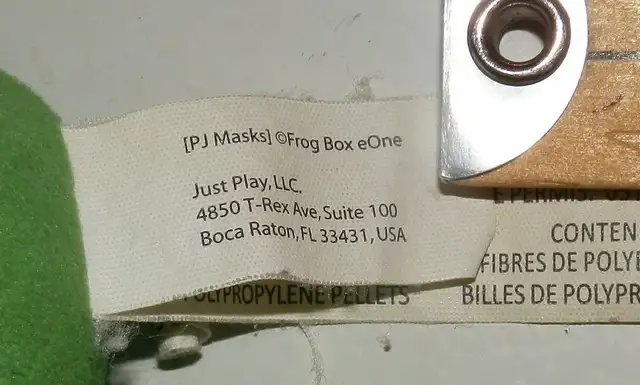 [PJ Masks] ©Frog Box eOne
Just Play, LLC.
4850 T-Rex Ave, Suite 100
Boca Raton, FL 33431, USA
POLYPROPYLENE PELLETS
CONTEN
FIBRES DE POLYE
BILLES DE POLYPR